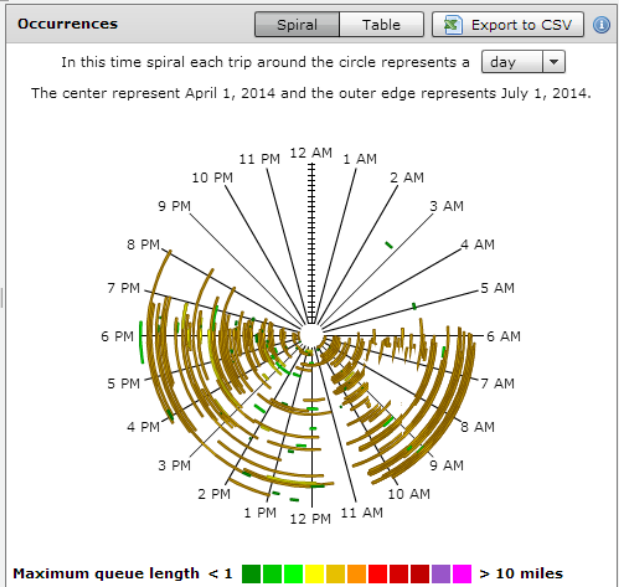 Occurrences Spiral Table Export to CSV
In this time spiral each trip around the circle represents a day
The center represent April 1, 2014 and the outer edge represents July 1, 2014.
12 AM
11 PM 1 AM
10 PM 2 AM
9 PM 3 AM
8 PM 4 AM
7 PM 5 AM
6 PM 6 AM
5 PM 7 AM
4 PM 8 AM
3 PM 9 AM
2 PM 10 AM
1 PM 12 PM 11 AM
Maximum queue length < 1 > 10 miles